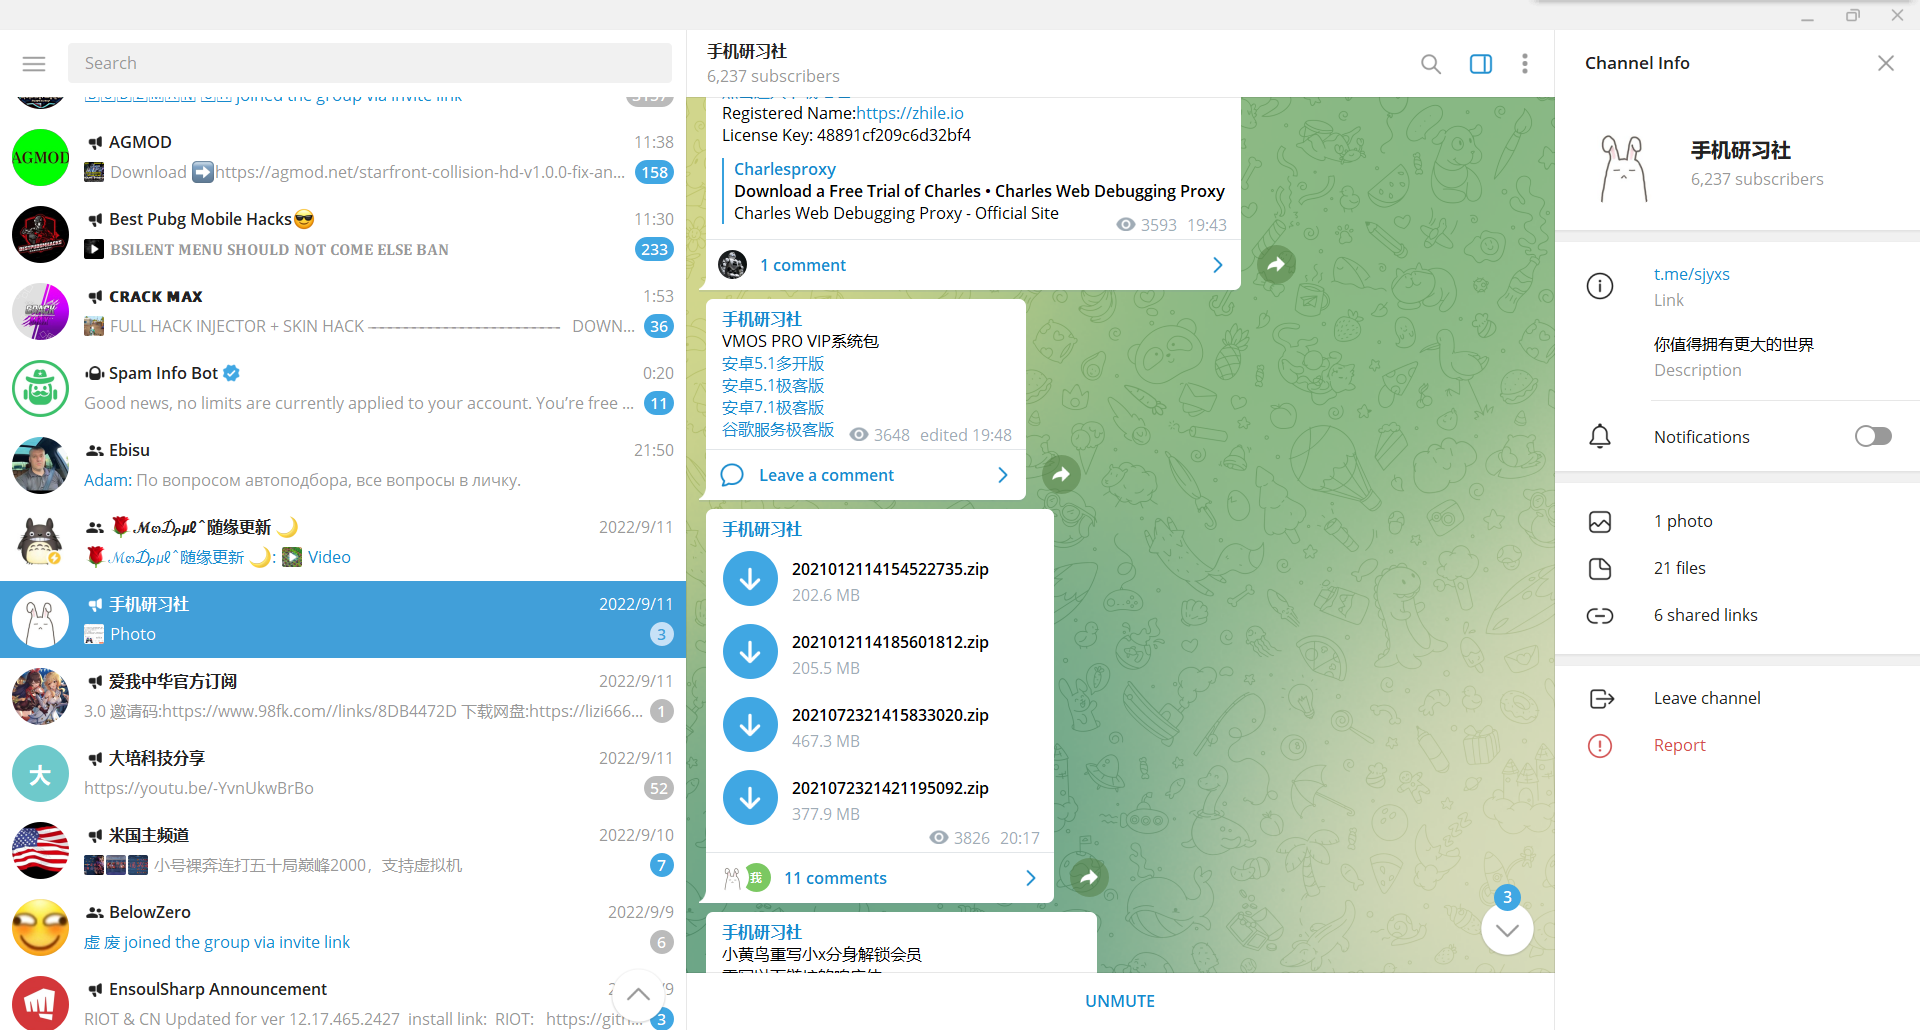 Search
joined the group via invite link
AGMOD
AGMOD
11:38
Download ➡️https://agmod.net/starfront-collision-hd-v1.0.0-fix-an...
158
Best Pubg Mobile Hacks😎
11:30
BSILENT MENU SHOULD NOT COME ELSE BAN
233
CRACK MAX
1:53
FULL HACK INJECTOR + SKIN HACK ---------------------------------- DOWN...
36
Spam Info Bot
0:20
Good news, no limits are currently applied to your account. You’re free ...
11
Ebisu
21:50
Adam: По вопросом автоподбора, все вопросы в личку.
随缘更新 🌙
2022/9/11
随缘更新 🌙: Video
手机研习社
2022/9/11
Photo
3
爱我中华官方订阅
2022/9/11
3.0 邀请码:https://www.98fk.com//links/8DB4472D 下载网盘:https://lizi666...
1
大
大培科技分享
2022/9/11
https://youtu.be/-YvnUkwBrBo
52
米国主频道
2022/9/10
小号裸奔连打五十局巅峰2000，支持虚拟机
7
BelowZero
2022/9/9
虚 废 joined the group via invite link
6
EnsoulSharp Announcement
RIOT & CN Updated for ver 12.17.465.2427 install link: RIOT: https://gith...
3
手机研习社
6,237 subscribers
Registered Name:https://zhile.io
License Key: 48891cf209c6d32bf4
Charlesproxy
Download a Free Trial of Charles • Charles Web Debugging Proxy
Charles Web Debugging Proxy - Official Site
3593 19:43
1 comment
手机研习社
VMOS PRO VIP系统包
安卓5.1多开版
安卓5.1极客版
安卓7.1极客版
谷歌服务极客版
3648 edited 19:48
Leave a comment
手机研习社
2021012114154522735.zip
202.6 MB
2021012114185601812.zip
205.5 MB
2021072321415833020.zip
467.3 MB
2021072321421195092.zip
377.9 MB
3826 20:17
我
11 comments
手机研习社
小黄鸟重写小x分身解锁会员
3
UNMUTE
Channel Info
手机研习社
6,237 subscribers
t.me/sjyxs
Link
你值得拥有更大的世界
Description
Notifications
1 photo
21 files
6 shared links
Leave channel
Report